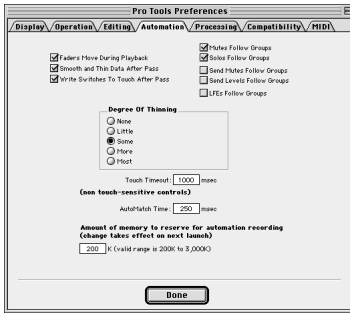 Pro Tools Preferences
Display Operation Editing Automation Processing Compatibility MIDI
Faders Move During Playback
Smooth and Thin Data After Pass
Write Switches To Touch After Pass
Mutes Follow Groups
Solos Follow Groups
Send Mutes Follow Groups
Send Levels Follow Groups
LFEs Follow Groups
Degree Of Thinning
None
Little
Some
More
Most
Touch Timeout: 1000 msec
(non touch-sensitive controls)
AutoMatch Time: 250 msec
Amount of memory to reserve for automation recording
(change takes effect on next launch)
200 K (valid range is 200K to 3,000K)
Done